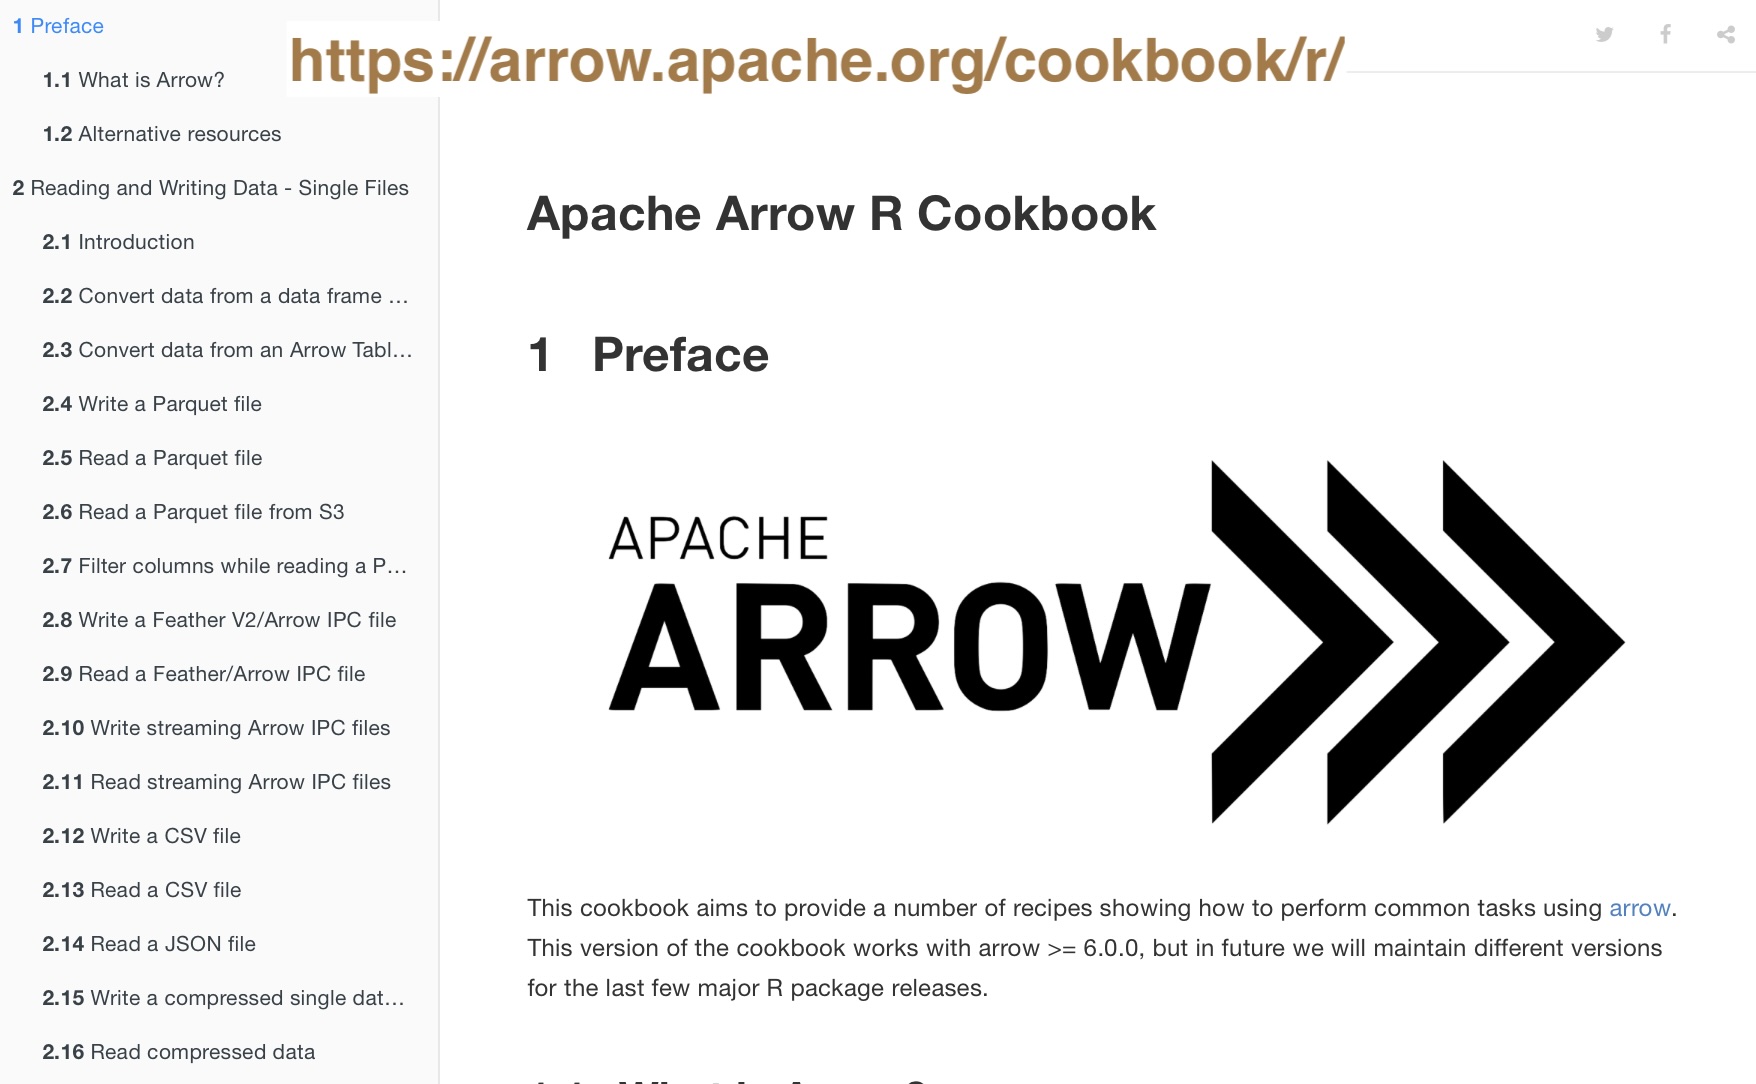 1 Preface
1.1 What is Arrow?
1.2 Alternative resources
2 Reading and Writing Data - Single Files
2.1 Introduction
2.2 Convert data from a data frame …
2.3 Convert data from an Arrow Tabl…
2.4 Write a Parquet file
2.5 Read a Parquet file
2.6 Read a Parquet file from S3
2.7 Filter columns while reading a P…
2.8 Write a Feather V2/Arrow IPC file
2.9 Read a Feather/Arrow IPC file
2.10 Write streaming Arrow IPC files
2.11 Read streaming Arrow IPC files
2.12 Write a CSV file
2.13 Read a CSV file
2.14 Read a JSON file
2.15 Write a compressed single dat…
2.16 Read compressed data
https://arrow.apache.org/cookbook/r/
Apache Arrow R Cookbook
1 Preface
APACHE
ARROW
This cookbook aims to provide a number of recipes showing how to perform common tasks using arrow.
This version of the cookbook works with arrow >= 6.0.0, but in future we will maintain different versions
for the last few major R package releases.